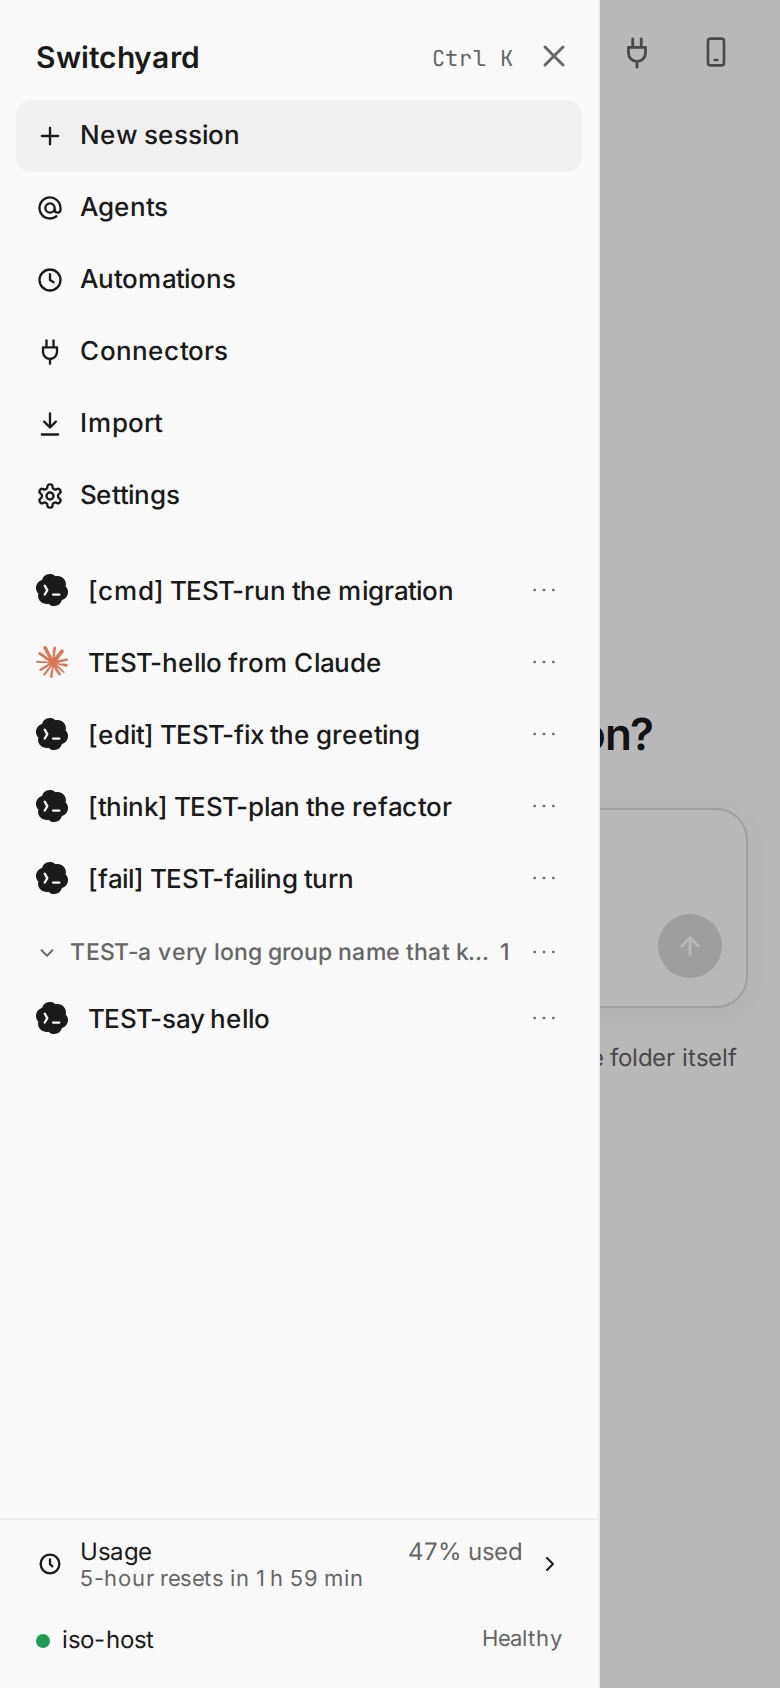 Switchyard
Ctrl K
New session
Agents
Automations
Connectors
Import
Settings
[cmd] TEST-run the migration
TEST-hello from Claude
[edit] TEST-fix the greeting
on?
[think] TEST-plan the refactor
[fail] TEST-failing turn
TEST-a very long group name that k... 1
TEST-say hello
folder itself
Usage
47% used
5-hour resets in 1 h 59 min
iso-host
Healthy